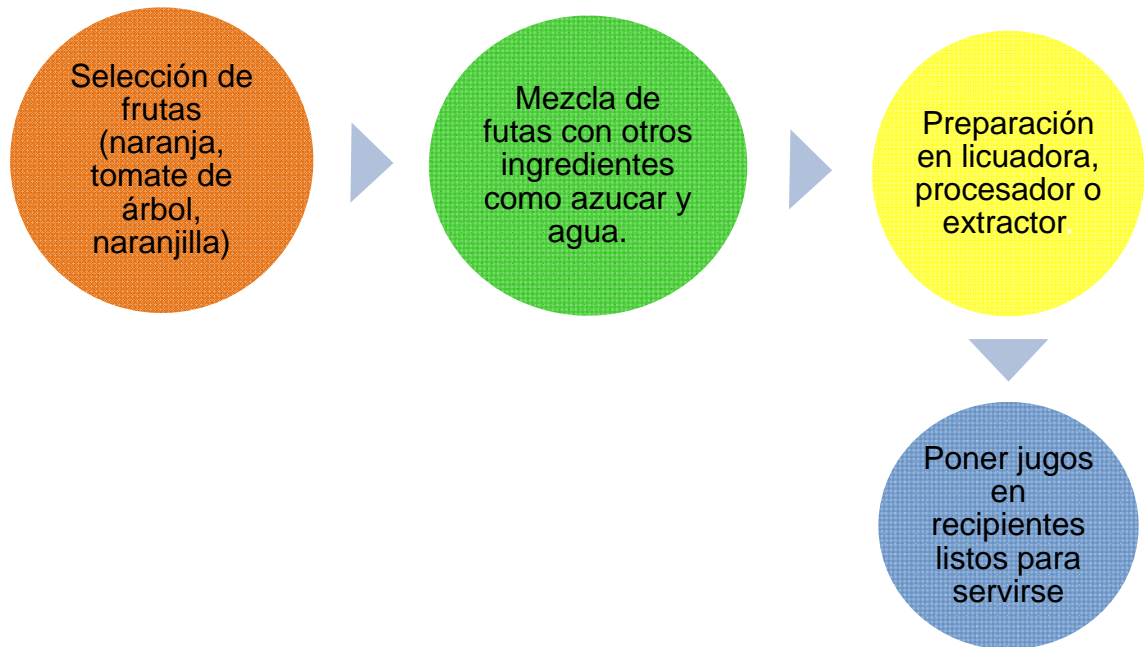 Selección de
frutas
(naranja,
tomate de
árbol,
naranjilla)
Mezcla de
futas con otros
ingredientes
como azucar y
agua.
Preparación
en licuadora,
procesador o
extractor.
Poner jugos
en
recipientes
listos para
servirse